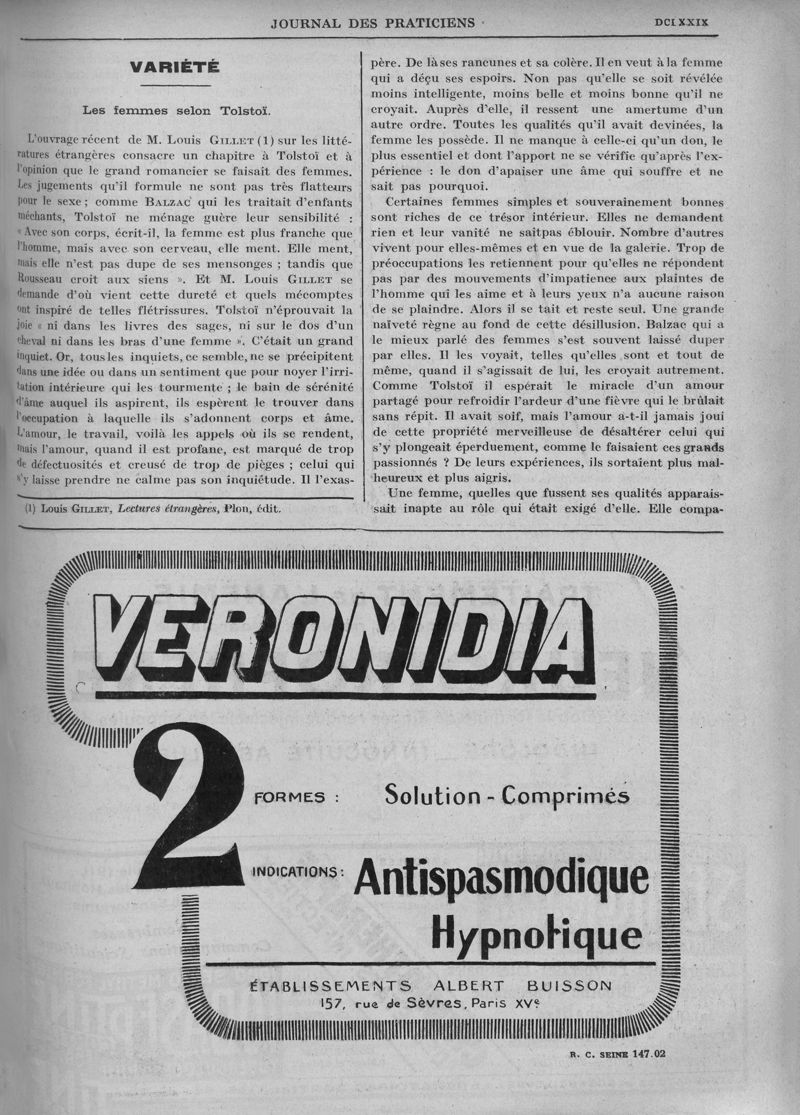 JOURNAL DES PRATICIENS
DCLXXIX
VARIÉTÉ
Les femmes selon Tolstoï.
L'ouvrage récent de M. Louis GILLET (1) sur les litté-
ratures étrangères consacre un chapitre à Tolstoï et à
l'opinion que le grand romancier se faisait des femmes.
Les jugements qu'il formule ne sont pas très flatteurs
pour le sexe ; comme BALZAC qui les traitait d'enfants
méchants, Tolstoï ne ménage guère leur sensibilité :
« Avec son corps, écrit-il, la femme est plus franche que
l'homme, mais avec son cerveau, elle ment. Elle ment,
mais elle n'est pas dupe de ses mensonges ; tandis que
Rousseau croit aux siens ». Et M. Louis GILLET se
demande d'où vient cette dureté et quels mécomptes
ont inspiré de telles flétrissures. Tolstoï n'éprouvait la
joie « ni dans les livres des sages, ni sur le dos d'un
cheval ni dans les bras d'une femme ». C'était un grand
inquiet. Or, tous les inquiets, ce semble, ne se précipitent
dans une idée ou dans un sentiment que pour noyer l'irri-
tation intérieure qui les tourmente ; le bain de sérénité
d'âme auquel ils aspirent, ils espèrent le trouver dans
l'occupation à laquelle ils s'adonnent corps et âme.
L'amour, le travail, voilà les appels où ils se rendent,
mais l'amour, quand il est profane, est marqué de trop
de défectuosités et creusé de trop de pièges ; celui qui
s'y laisse prendre ne calme pas son inquiétude. Il l'exas-
(1) Louis GILLET, Lectures étrangères, Plon, édit.
père. De là ses rancunes et sa colère. Il en veut à la femme
qui a déçu ses espoirs. Non pas qu'elle se soit révélée
moins intelligente, moins belle et moins bonne qu'il ne
croyait. Auprès d'elle, il ressent une amertume d'un
autre ordre. Toutes les qualités qu'il avait devinées, la
femme les possède. Il ne manque à celle-ci qu'un don, le
plus essentiel et dont l'apport ne se vérifie qu'après l'ex-
périence : le don d'apaiser une âme qui souffre et ne
sait pas pourquoi.
Certaines femmes simples et souverainement bonnes
sont riches de ce trésor intérieur. Elles ne demandent
rien et leur vanité ne saît pas éblouir. Nombre d'autres
vivent pour elles-mêmes et en vue de la galerie. Trop de
préoccupations les retiennent pour qu'elles ne répondent
pas par des mouvements d'impatience aux plaintes de
l'homme qui les aime et à leurs yeux n'a aucune raison
de se plaindre. Alors il se tait et reste seul. Une grande
naïveté règne au fond de cette désillusion. Balzac qui a
le mieux parlé des femmes s'est souvent laissé duper
par elles. Il les voyait, telles qu'elles sont et tout de
même, quand il s'agissait de lui, les croyait autrement.
Comme Tolstoï il espérait le miracle d'un amour
partagé pour refroidir l'ardeur d'une fièvre qui le brûlait
sans répit. Il avait soif, mais l'amour a-t-il jamais joui
de cette propriété merveilleuse de désaltérer celui qui
s'y plongeait éperduement, comme le faisaient ces grands
passionnés ? De leurs expériences, ils sortaient plus mal-
heureux et plus aigris.
Une femme, quelles que fussent ses qualités apparais-
sait inapte au rôle qui était exigé d'elle. Elle compa-
VERONIDIA
2
FORMES : Solution - Comprimés
INDICATIONS : Antispasmodique
Hypnotique
ÉTABLISSEMENTS ALBERT BUISSON
157, rue de Sèvres, Paris XVe
R. C. SEINE 147.02